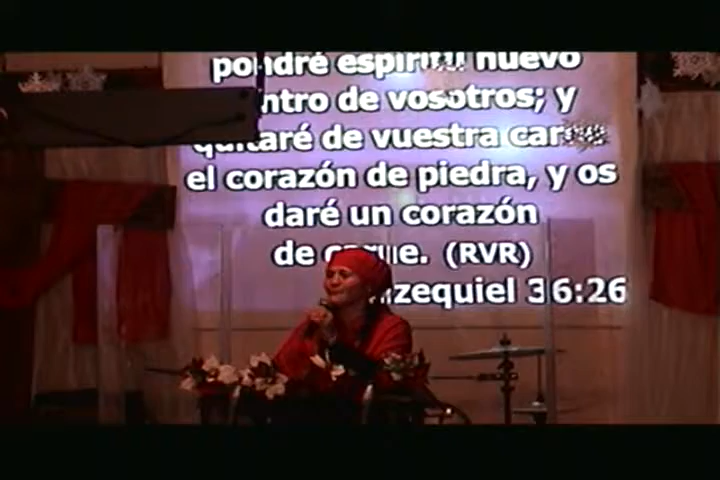 pondré espíritu nuevo
dentro de vosotros; y
quitaré de vuestra carne
el corazón de piedra, y os
daré un corazón
de carne. (RVR)
Ezequiel 36:26